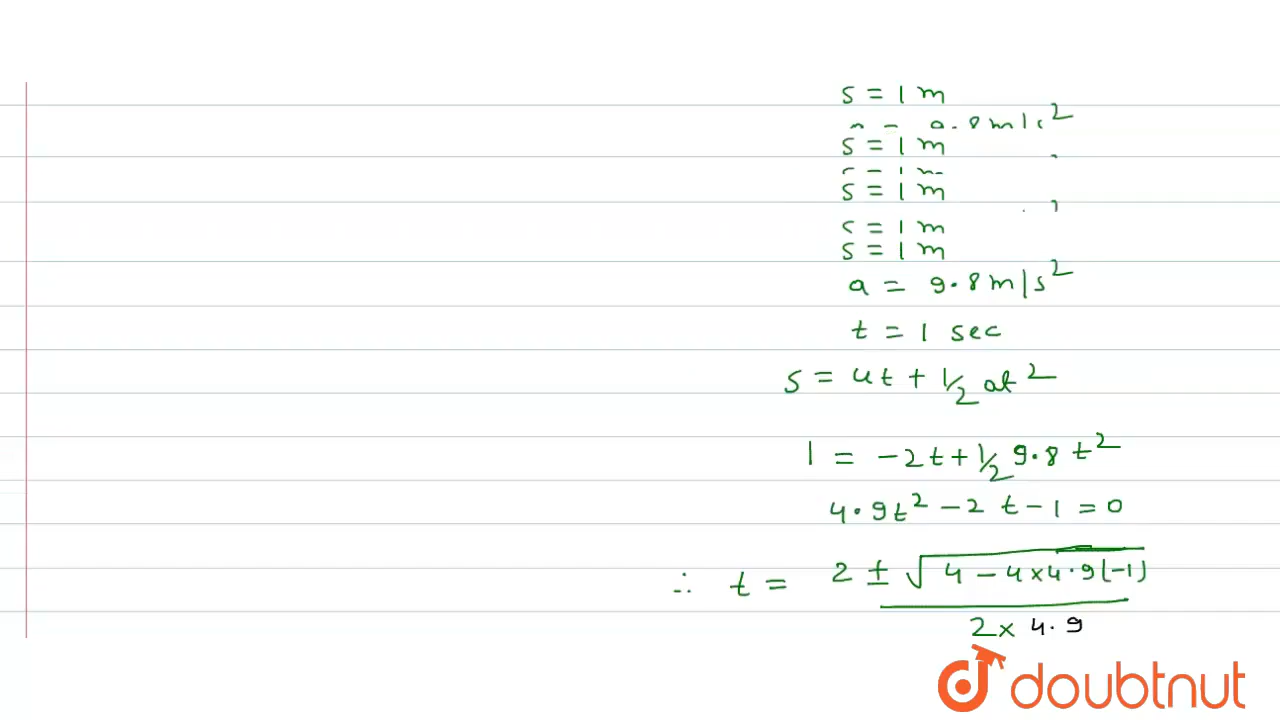 s = 1 m
s = 1 m
s = 1 m
s = 1 m
s = 1 m
a = 9.8 m/s²
t = 1 sec
s = ut + 1/2 at²
1 = -2t + 1/2 9.8 t²
4.9t² - 2 t - 1 = 0
∴ t = 2 ± √4 - 4×4.9(-1)
2× 4.9
doubtnut